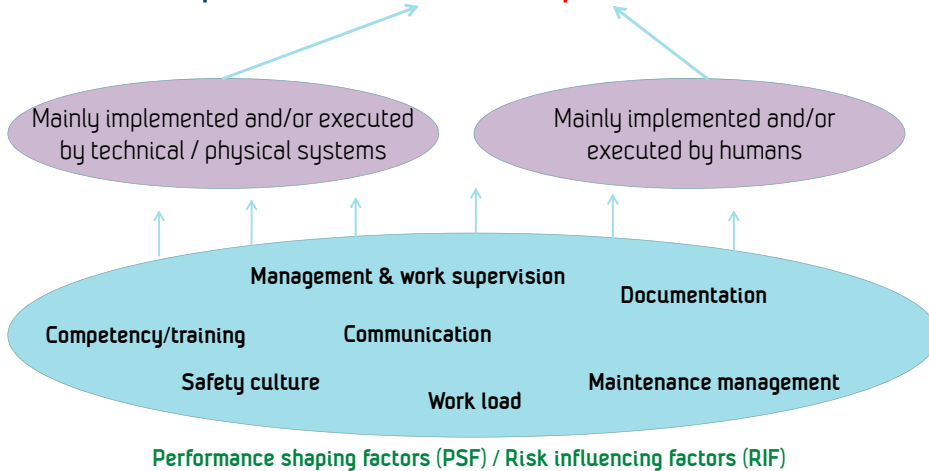 Mainly implemented and/or executed
by technical / physical systems
Mainly implemented and/or
executed by humans
Management & work supervision
Documentation
Competency/training
Communication
Safety culture
Maintenance management
Work load
Performance shaping factors (PSF) / Risk influencing factors (RIF)